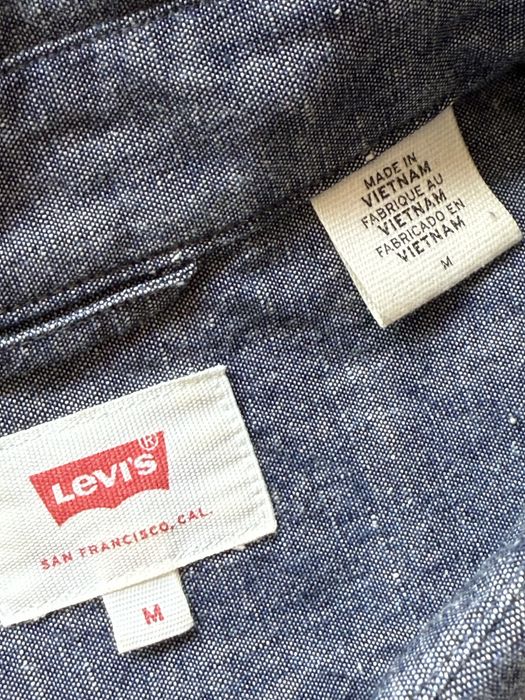 MADE IN
VIETNAM
FABRIQUE AU
VIETNAM
FABRICADO EN
VIETNAM
M
Levi's®
SAN FRANCISCO, CAL.
M